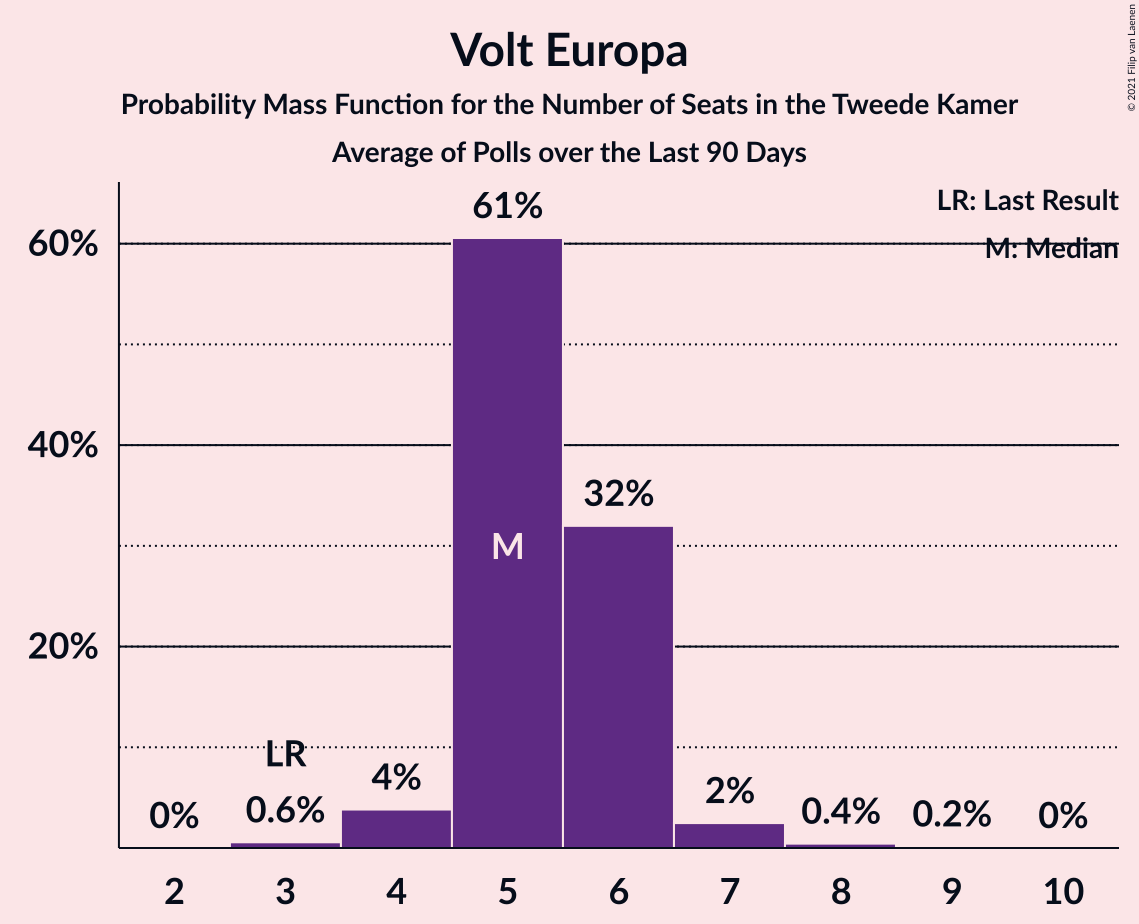 Volt Europa
Probability Mass Function for the Number of Seats in the Tweede Kamer
Average of Polls over the Last 90 Days
© 2021 Filip van Laenen
LR: Last Result
M: Median
61%
60%
40%
32%
M
20%
LR
4%
2%
0%
0.6%
0.4%
0.2%
0%
2 3 4 5 6 7 8 9 10